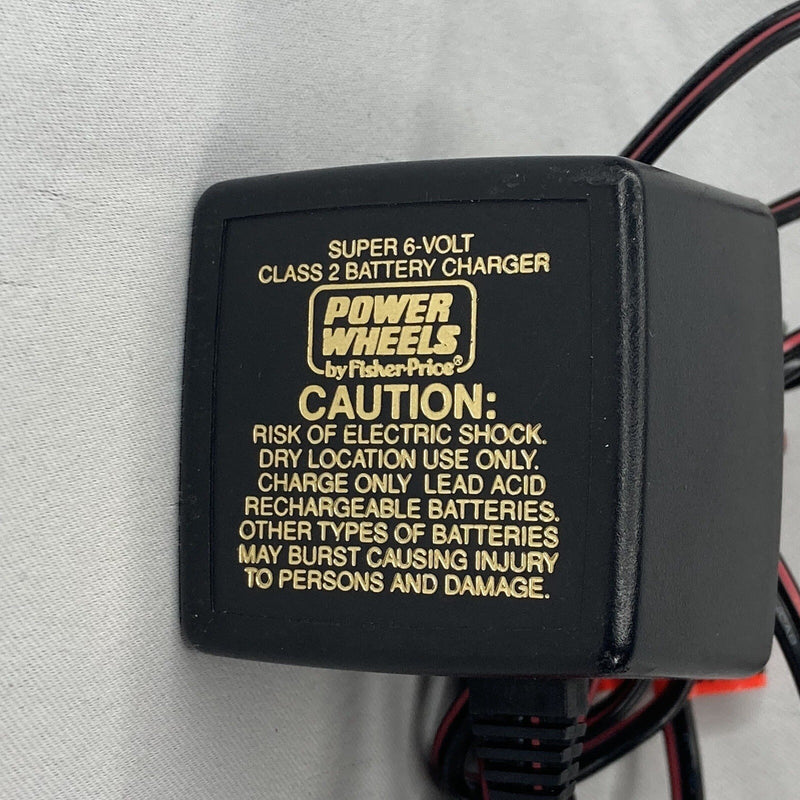 SUPER 6-VOLT
CLASS 2 BATTERY CHARGER
POWER
WHEELS
by Fisher-Price®
CAUTION:
RISK OF ELECTRIC SHOCK.
DRY LOCATION USE ONLY.
CHARGE ONLY LEAD ACID
RECHARGEABLE BATTERIES.
OTHER TYPES OF BATTERIES
MAY BURST CAUSING INJURY
TO PERSONS AND DAMAGE.